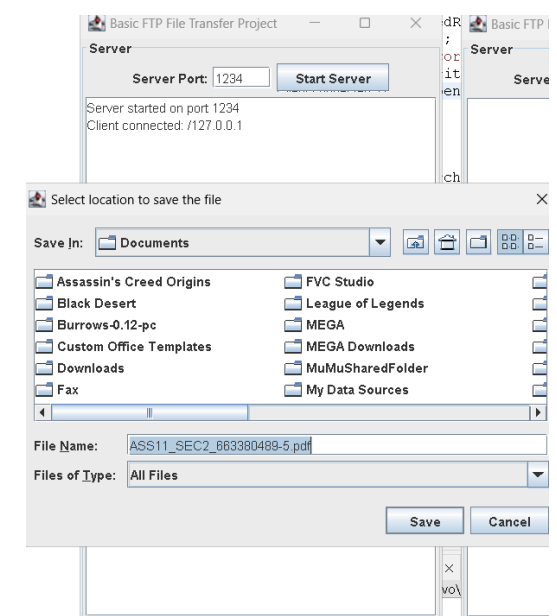 Basic FTP File Transfer Project
Basic FTP
Server
Server Port: 1234 Start Server
Server
Serve
Server started on port 1234
Client connected: /127.0.0.1
Select location to save the file
Save In: Documents
Assassin's Creed Origins
Black Desert
Burrows-0.12-pc
Custom Office Templates
Downloads
Fax
FVC Studio
League of Legends
MEGA
MEGA Downloads
MuMuSharedFolder
My Data Sources
File Name: ASS11_SEC2_663380489-5.pdf
Files of Type: All Files
Save Cancel